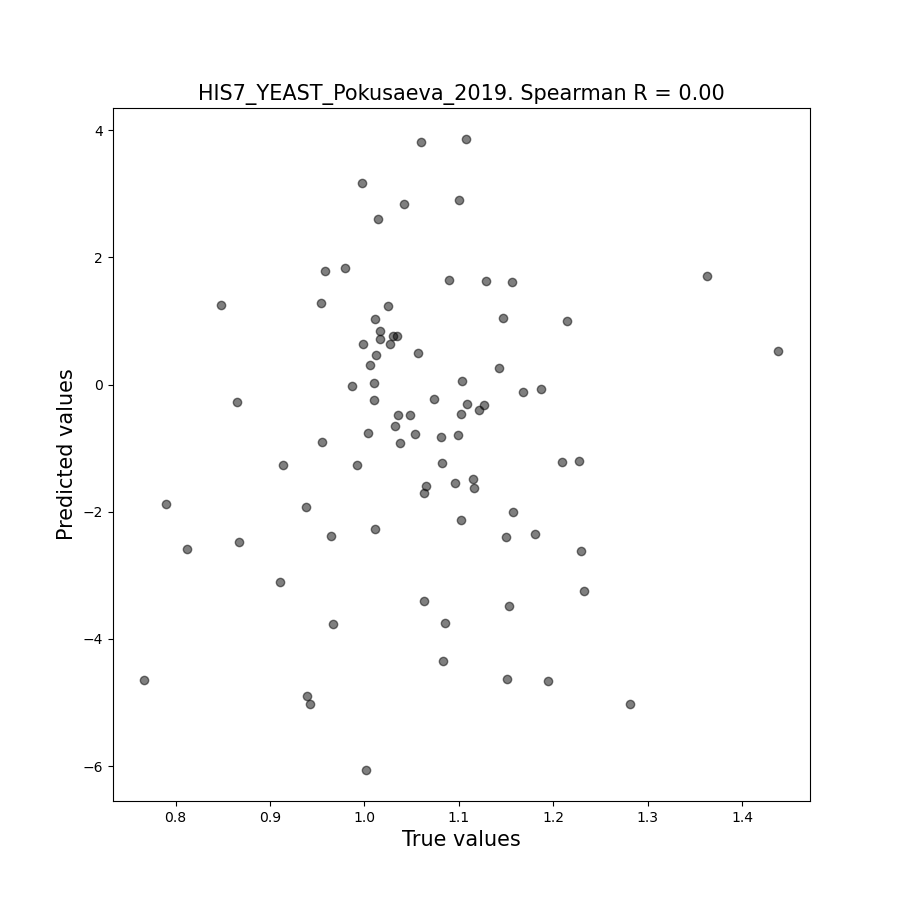 HIS7_YEAST_Pokusaeva_2019. Spearman R = 0.00
4
2
0
−2
−4
−6
Predicted values
0.8 0.9 1.0 1.1 1.2 1.3 1.4
True values